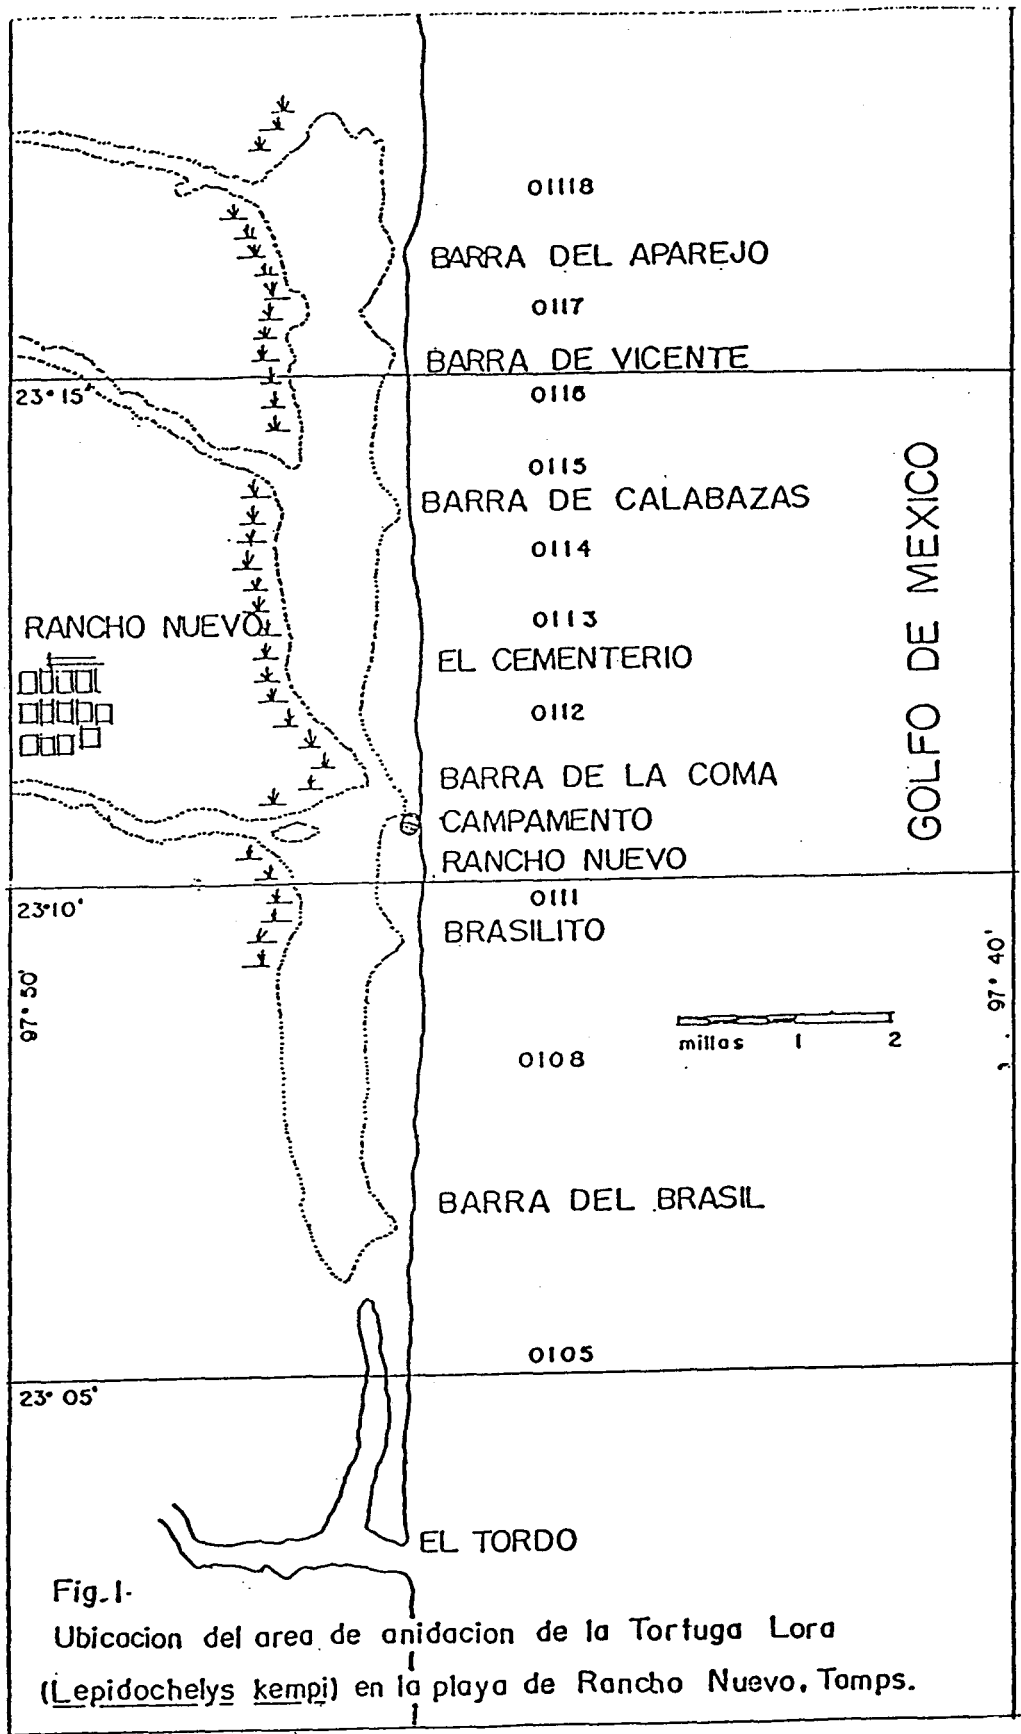 01118
BARRA DEL APAREJO
0117
BARRA DE VICENTE
23° 15'
0116
0115
BARRA DE CALABAZAS
0114
0113
RANCHO NUEVO
EL CEMENTERIO
0112
BARRA DE LA COMA
CAMPAMENTO
RANCHO NUEVO
GOLFO DE MEXICO
23° 10'
0111
BRASILITO
97° 50'
97° 40'
millas 1 2
0108
BARRA DEL BRASIL
0105
23° 05'
EL TORDO
Fig. 1-
Ubicacion del area de anidacion de la Tortuga Lora
(Lepidochelys kempi) en la playa de Rancho Nuevo, Tamps.